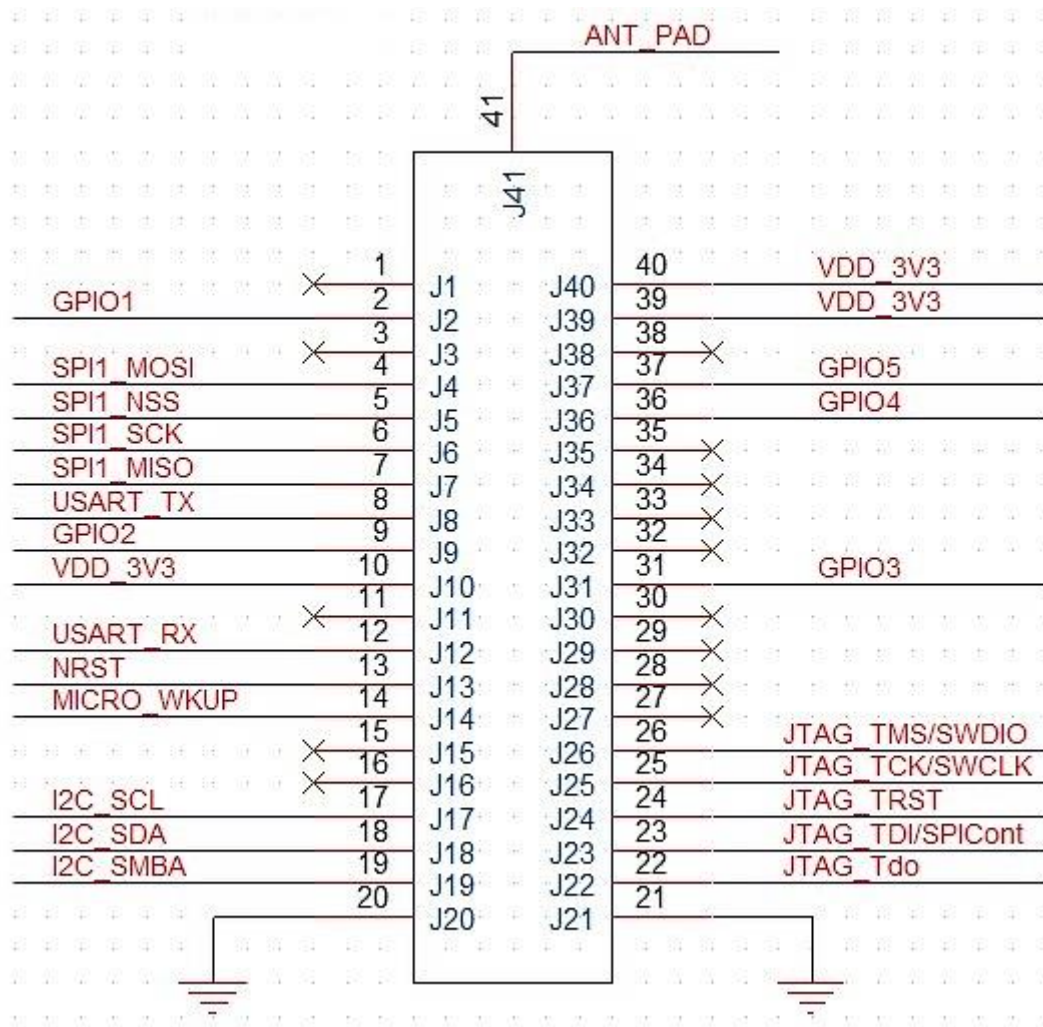 ANT_PAD
41
J41
1 J1 J40 40 VDD_3V3
GPIO1 2 J2 J39 39 VDD_3V3
3 J3 J38 38
SPI1_MOSI 4 J4 J37 37 GPIO5
SPI1_NSS 5 J5 J36 36 GPIO4
SPI1_SCK 6 J6 J35 35
SPI1_MISO 7 J7 J34 34
USART_TX 8 J8 J33 33
GPIO2 9 J9 J32 32
VDD_3V3 10 J10 J31 31 GPIO3
11 J11 J30 30
USART_RX 12 J12 J29 29
NRST 13 J13 J28 28
MICRO_WKUP 14 J14 J27 27
15 J15 J26 26 JTAG_TMS/SWDIO
16 J16 J25 25 JTAG_TCK/SWCLK
I2C_SCL 17 J17 J24 24 JTAG_TRST
I2C_SDA 18 J18 J23 23 JTAG_TDI/SPICont
I2C_SMBA 19 J19 J22 22 JTAG_Tdo
20 J20 J21 21